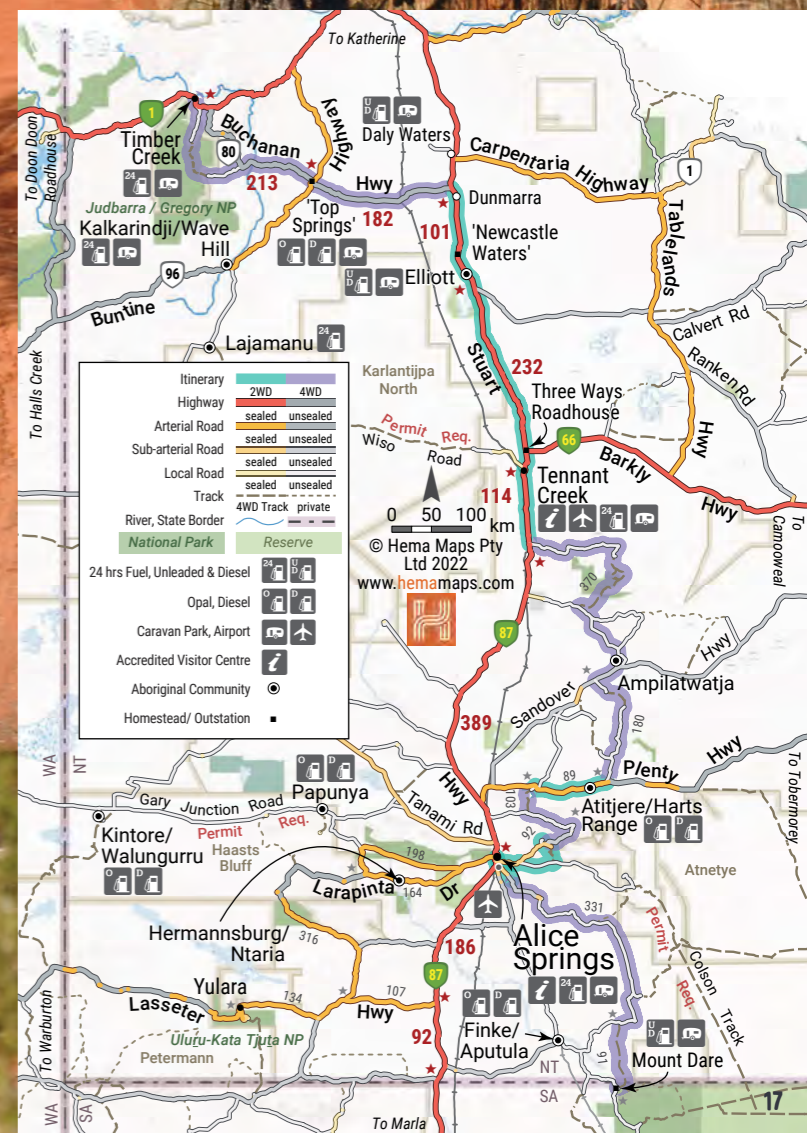 To Katherine
1
Timber
Creek
24
To Doon Doon
Roadhouse
Buchanan
80
Highway
Hwy
213
182
U
D
Daly Waters
Carpentaria Highway
1
Dunmarra
101
Judbarra / Gregory NP
Kalkarindji/Wave
Hill
24
'Top
Springs'
O
D
'Newcastle
Waters'
U
D
Elliott
96
Buntine
Lajamanu
24
To Halls Creek
Tablelands
Hwy
Calvert Rd
Ranken Rd
Stuart
232
Karlantijpa
North
Three Ways
Roadhouse
Permit Req.
Wiso Road
66
Barkly
Hwy
To
Camooweal
Tennant
Creek
24
114
0 50 100
km
© Hema Maps Pty
Ltd 2022
www.hemamaps.com
Itinerary
2WD 4WD
Highway
sealed unsealed
Arterial Road
sealed unsealed
Sub-arterial Road
sealed unsealed
Local Road
sealed unsealed
Track
4WD Track private
River, State Border
National Park Reserve
24 hrs Fuel, Unleaded & Diesel 24 U D
Opal, Diesel O D
Caravan Park, Airport
Accredited Visitor Centre i
Aboriginal Community
Homestead/ Outstation
370
87
Ampilatwatja
Sandover Hwy
180
389
Hwy
WA
NT
89
Plenty Hwy
To Tobermorey
103
Atitjere/Harts
Range
O
D
92
O
D
Papunya
Gary Junction Road
Permit Req.
Tanami Rd
Kintore/
Walungurru
O
D
Haasts
Bluff
198
Larapinta
164
Dr
Atnetye
Hermannsburg/
Ntaria
316
186
331
Alice
Springs
i
24
Permit
Req.
Colson
Track
87
Yulara
134
107
Lasseter
Hwy
Uluru-Kata Tjuta NP
Petermann
To Warburton
92
O
D
Finke/
Aputula
91
U
D
Mount Dare
NT
SA
17
WA
SA
To Marla